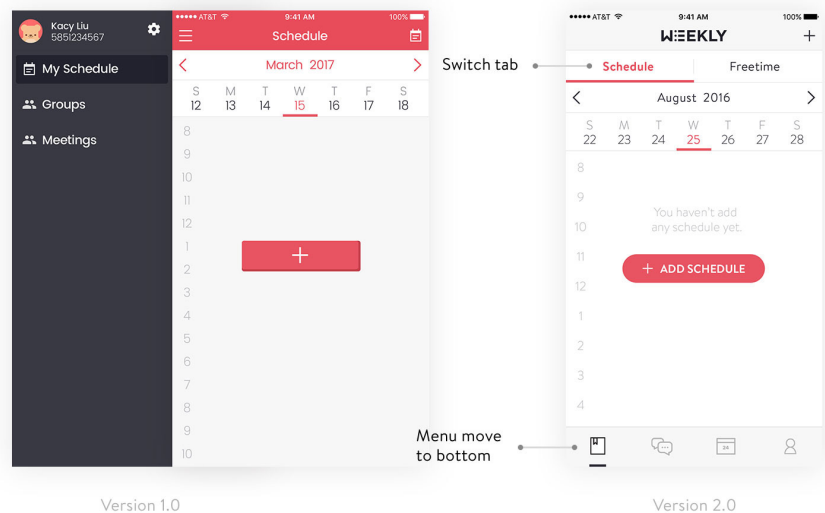 Kacy Liu
5851234567
My Schedule
Groups
Meetings
AT&T 9:41 AM 100%
Schedule
March 2017
S M T W T F S
12 13 14 15 16 17 18
8
9
10
11
12
1
2
3
4
5
6
7
8
9
10
+
Switch tab
Menu move
to bottom
AT&T 9:41 AM 100%
WEEKLY +
Schedule Freetime
August 2016
S M T W T F S
22 23 24 25 26 27 28
8
9
10
11
12
1
2
3
4
You haven't add
any schedule yet.
+ ADD SCHEDULE
26
Version 1.0
Version 2.0